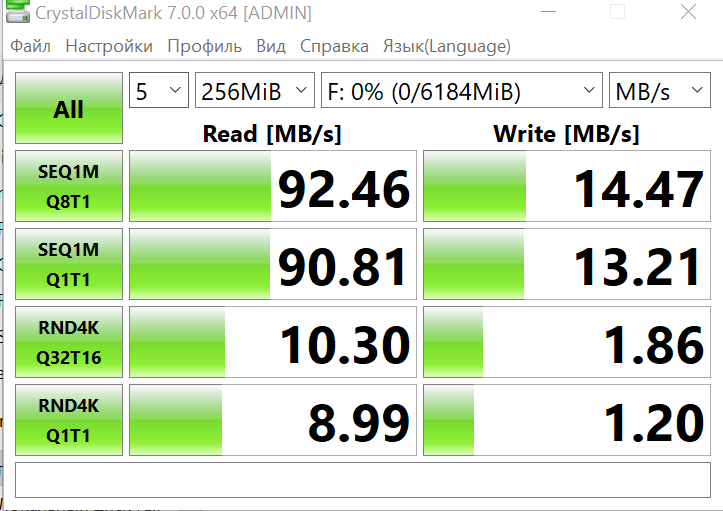 CrystalDiskMark 7.0.0 x64 [ADMIN]
Файл Настройки Профиль Вид Справка Язык(Language)
All 5 256MiB F: 0% (0/6184MiB) MB/s
Read [MB/s] Write [MB/s]
SEQ1M
Q8T1
92.46 14.47
SEQ1M
Q1T1
90.81 13.21
RND4K
Q32T16
10.30 1.86
RND4K
Q1T1
8.99 1.20